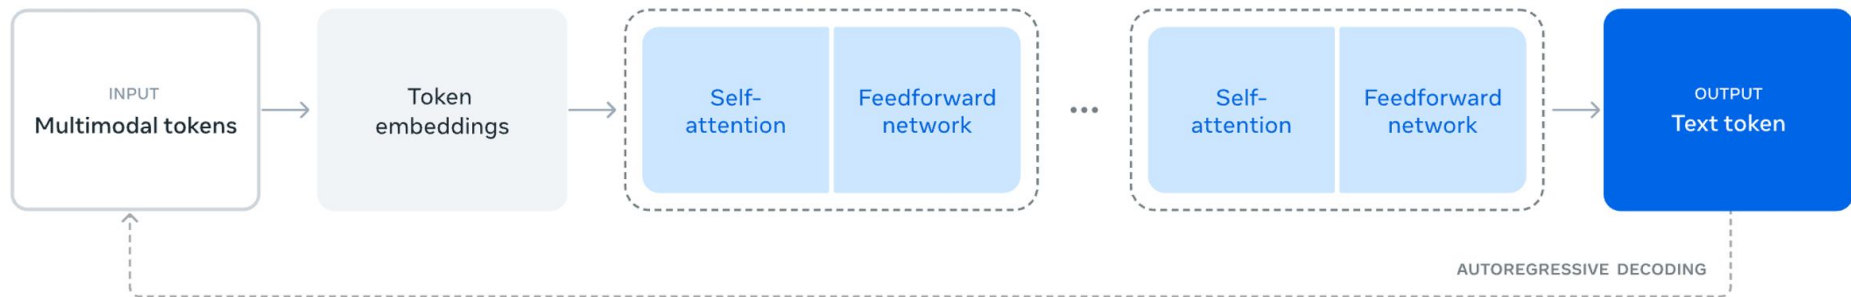 INPUT
Multimodal tokens
Token
embeddings
Self-
attention
Feedforward
network
...
Self-
attention
Feedforward
network
OUTPUT
Text token
AUTOREGRESSIVE DECODING